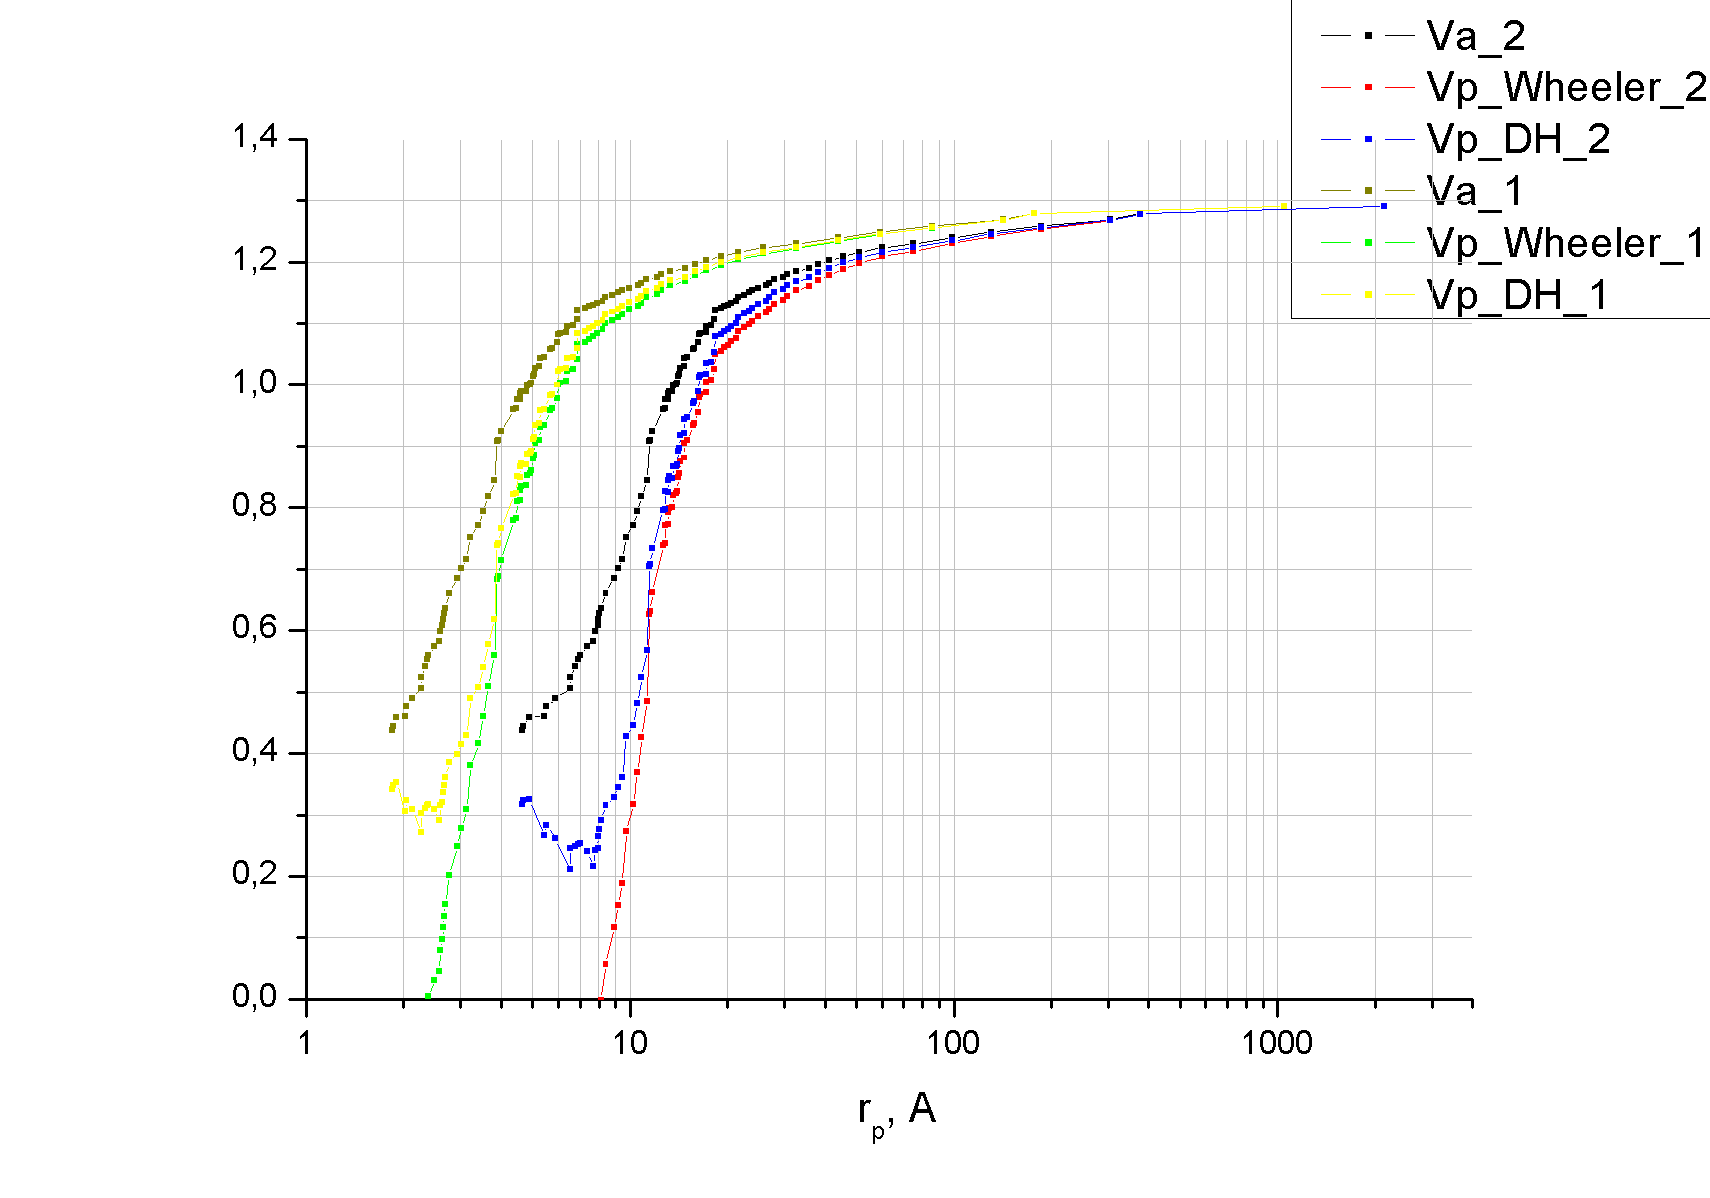 Va_2
Vp_Wheeler_2
Vp_DH_2
Va_1
Vp_Wheeler_1
Vp_DH_1
1,4
1,2
1,0
0,8
0,6
0,4
0,2
0,0
1 10 100 1000
rp, A